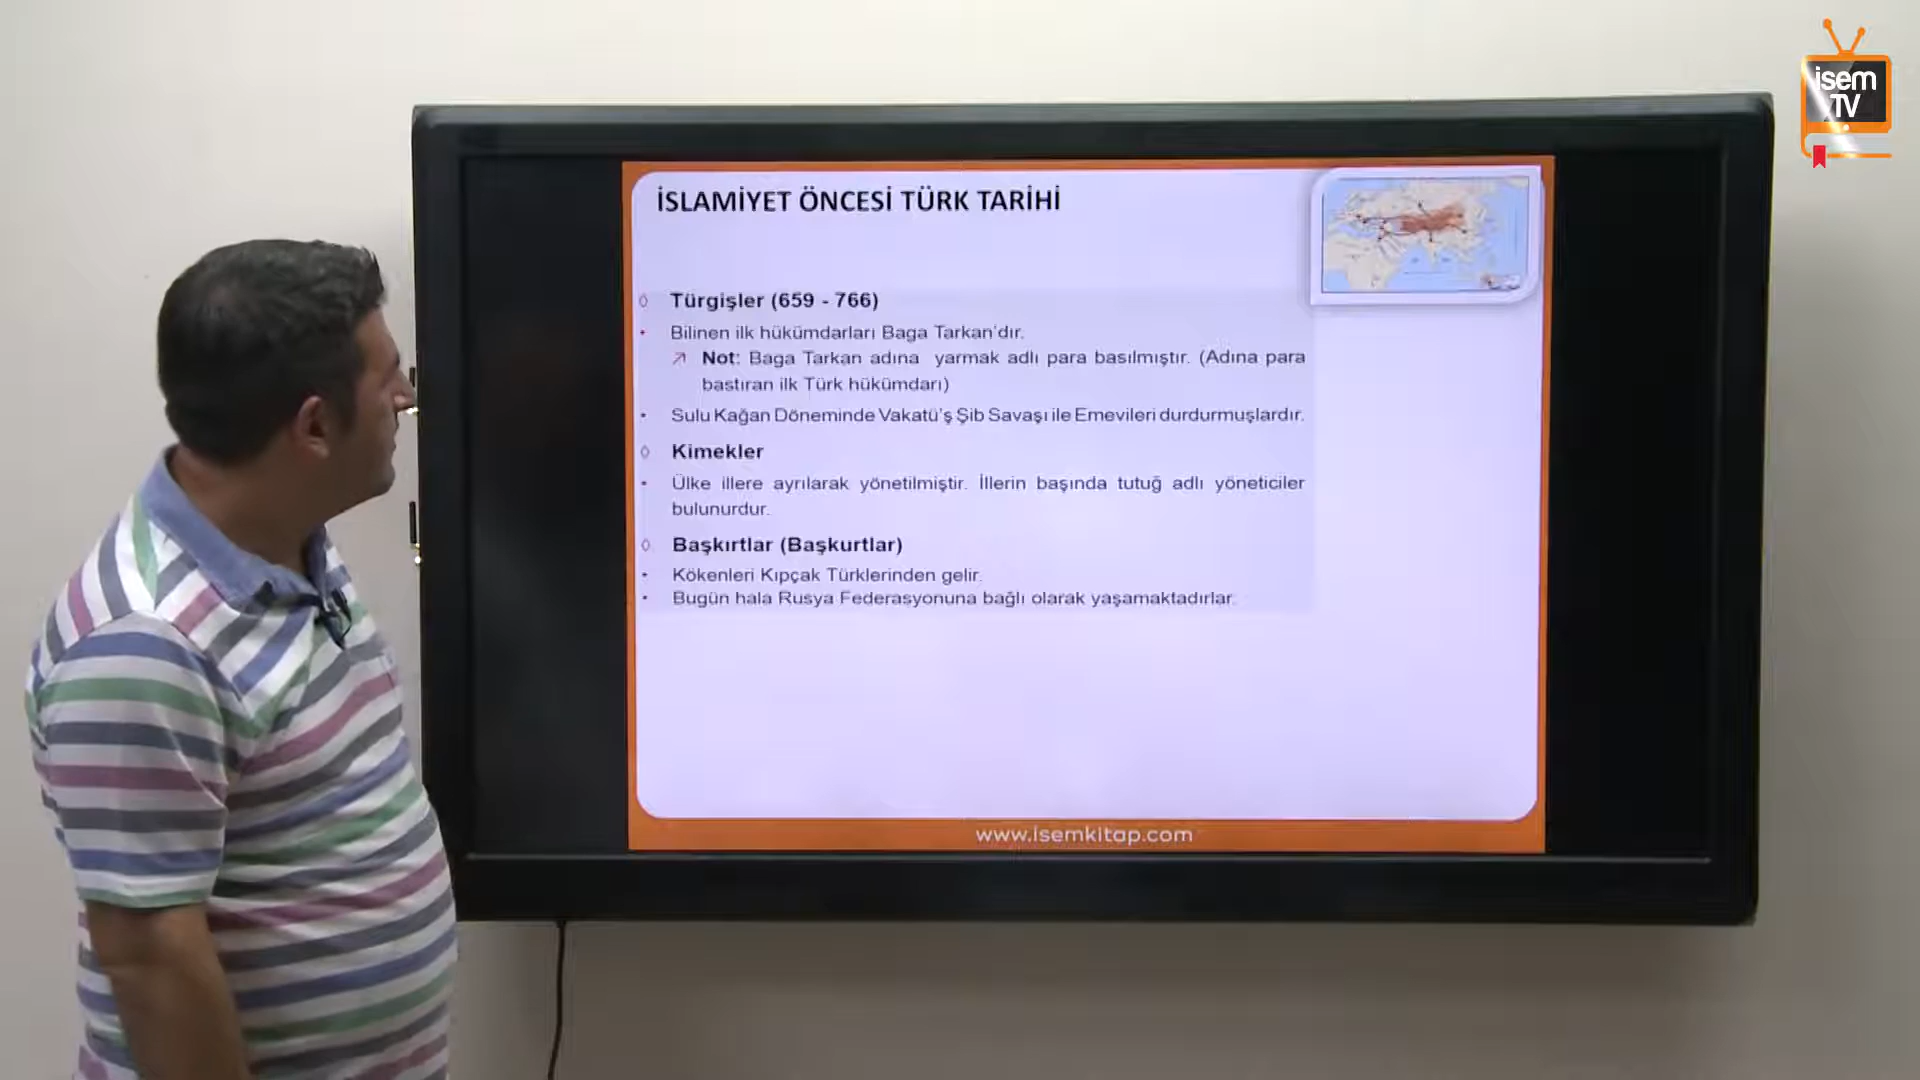 isem
TV
İSLAMİYET ÖNCESİ TÜRK TARİHİ
◊ Türgişler (659 - 766)
• Bilinen ilk hükümdarları Baga Tarkan'dır.
↗ Not: Baga Tarkan adına yarmak adlı para basılmıştır. (Adına para
bastıran ilk Türk hükümdarı)
• Sulu Kağan Döneminde Vakatü'ş Şib Savaşı ile Emevileri durdurmuşlardır.
◊ Kimekler
• Ülke illere ayrılarak yönetilmiştir. İllerin başında tutuğ adlı yöneticiler
bulunurdur.
◊ Başkırtlar (Başkurtlar)
• Kökenleri Kıpçak Türklerinden gelir.
• Bugün hala Rusya Federasyonuna bağlı olarak yaşamaktadırlar.
www.isemkitap.com